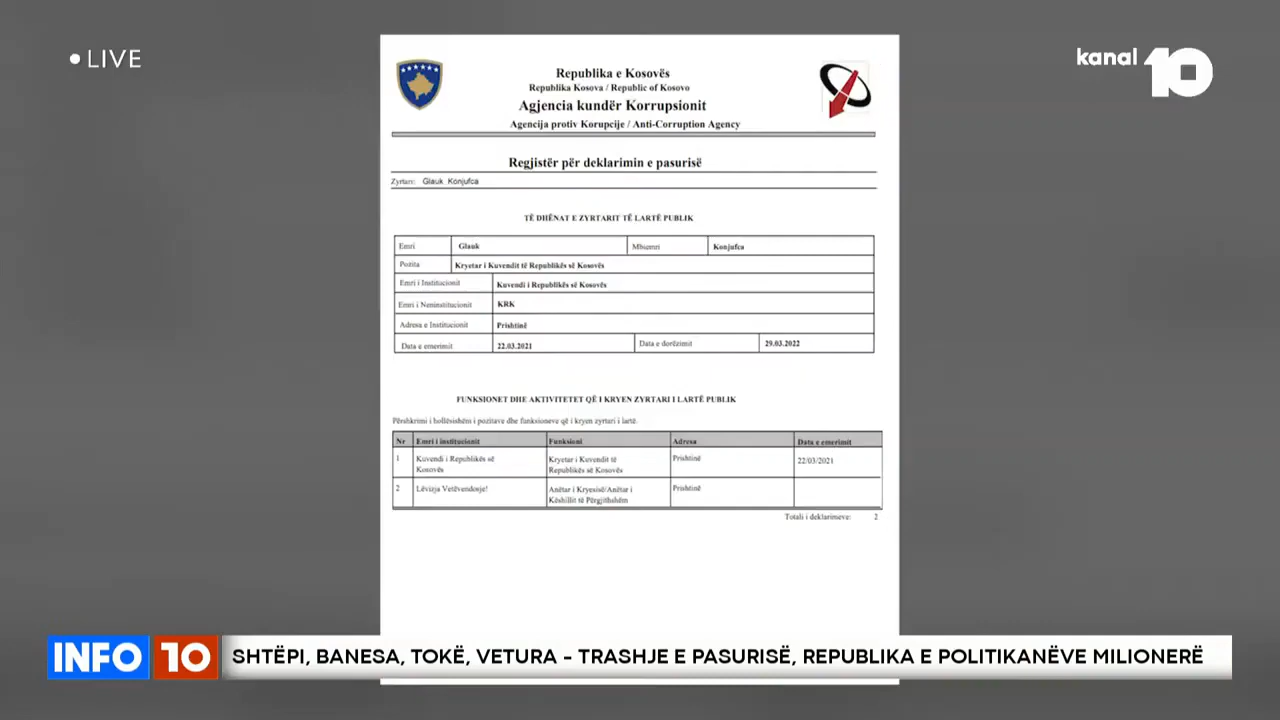 LIVE
kanal 10
Republika e Kosovës
Republika Kosova / Republic of Kosovo
Agjencia kundër Korrupsionit
Agencija protiv Korupcije / Anti-Corruption Agency
Regjistër për deklarimin e pasurisë
Zyrtari: Glauk Konjufca
TË DHËNAT E ZYRTARIT TË LARTË PUBLIK
Emri Glauk Mbiemri Konjufca
Pozita Kryetar i Kuvendit të Republikës së Kosovës
Emri i Institucionit Kuvendi i Republikës së Kosovës
Emri i Neninstitucionit KRK
Adresa e Institucionit Prishtinë
Data e emerimit 22.03.2021 Data e dorëzimit 29.03.2022
FUNKSIONET DHE AKTIVITETET QË I KRYEN ZYRTARI I LARTË PUBLIK
Përshkrimi i hollësishëm i pozitave dhe funksioneve që i kryen zyrtari i lartë.
Nr Emri i institucionit Funksioni Adresa Data e emerimit
1 Kuvendi i Republikës së Kryetar i Kuvendit të Prishtinë 22/03/2021
Kosovës Republikës së Kosovës
2 Lëvizja Vetëvendosje! Anëtar i Kryesisë/Anëtar i Prishtinë
Këshillit të Përgjithshëm
Totali i deklarimeve: 2
INFO 10 SHTËPI, BANESA, TOKË, VETURA - TRASHJE E PASURISË, REPUBLIKA E POLITIKANËVE MILIONERË